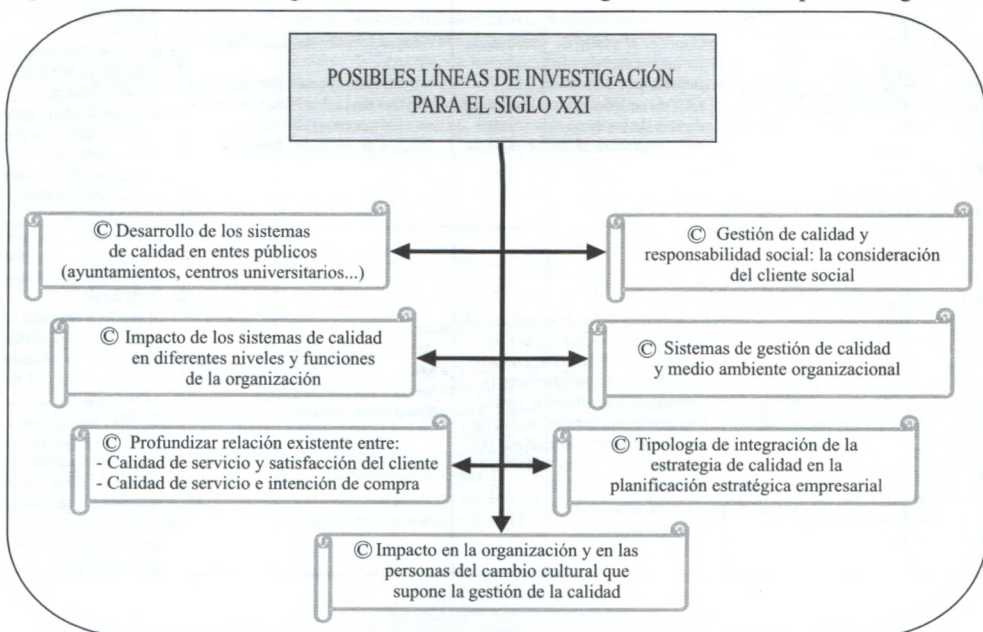 POSIBLES LÍNEAS DE INVESTIGACIÓN
PARA EL SIGLO XXI
© Desarrollo de los sistemas
de calidad en entes públicos
(ayuntamientos, centros universitarios...)
© Gestión de calidad y
responsabilidad social: la consideración
del cliente social
© Impacto de los sistemas de calidad
en diferentes niveles y funciones
de la organización
© Sistemas de gestión de calidad
y medio ambiente organizacional
© Profundizar relación existente entre:
- Calidad de servicio y satisfacción del cliente
- Calidad de servicio e intención de compra
© Tipología de integración de la
estrategia de calidad en la
planificación estratégica empresarial
© Impacto en la organización y en las
personas del cambio cultural que
supone la gestión de la calidad